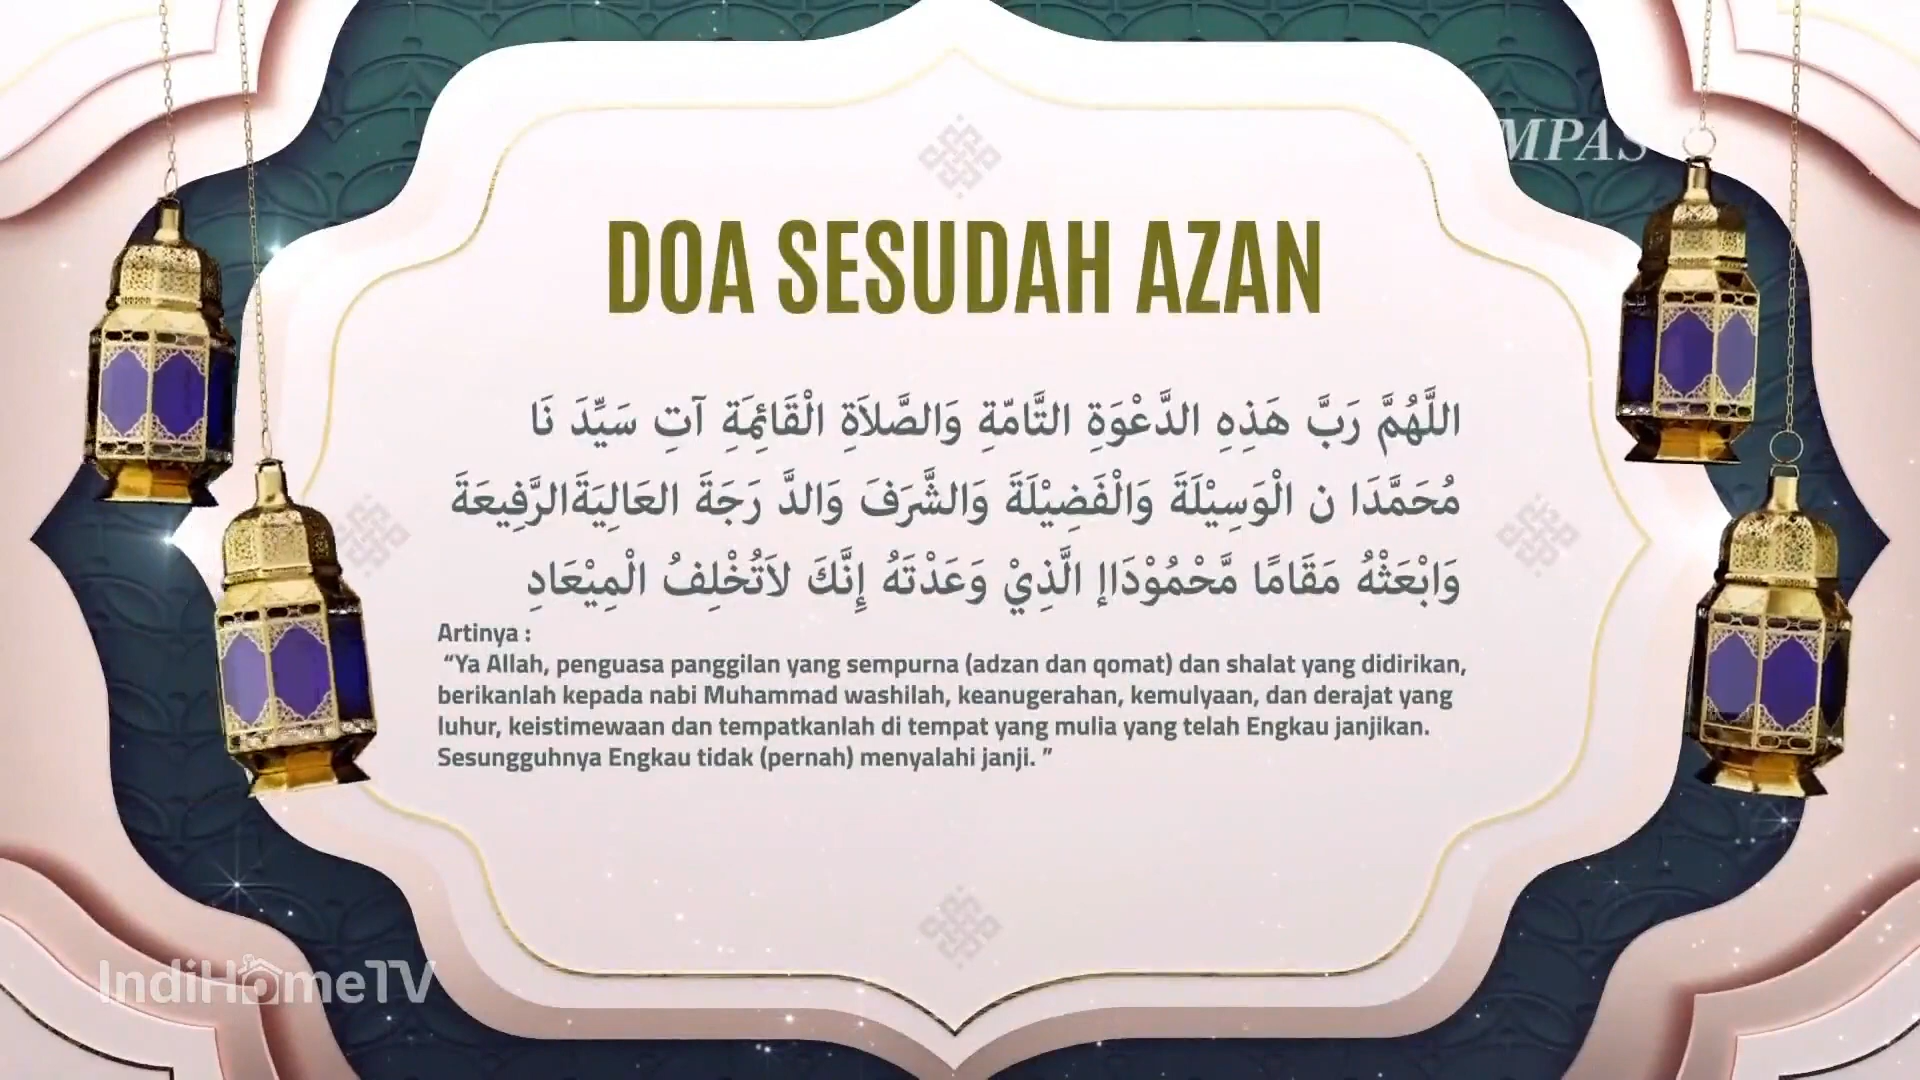 MPAS
DOA SESUDAH AZAN
اللَّهُمَّ رَبَّ هَذِهِ الدَّعْوَةِ التَّامَّةِ وَالصَّلاَةِ الْقَائِمَةِ آتِ سَيِّدَ نَا
مُحَمَّدَا ن الْوَسِيْلَةَ وَالْفَضِيْلَةَ وَالشَّرَفَ وَالدَّ رَجَةَ العَالِيَةَالرَّفِيعَةَ
وَابْعَثْهُ مَقَامًا مَّحْمُوْدَاإ الَّذِيْ وَعَدْتَهُ إِنَّكَ لاَتُخْلِفُ الْمِيْعَادِ
Artinya :
“Ya Allah, penguasa panggilan yang sempurna (adzan dan qomat) dan shalat yang didirikan,
berikanlah kepada nabi Muhammad washilah, keanugerahan, kemulyaan, dan derajat yang
luhur, keistimewaan dan tempatkanlah di tempat yang mulia yang telah Engkau janjikan.
Sesungguhnya Engkau tidak (pernah) menyalahi janji. ”
IndiHomeTV